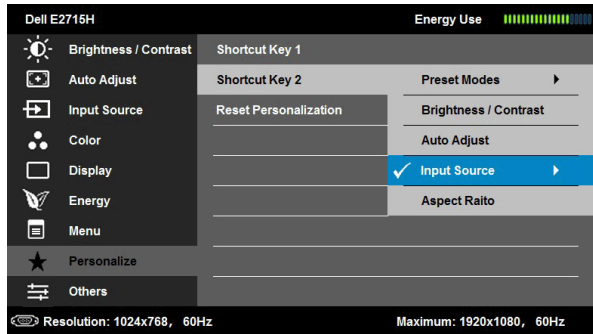 Dell E2715H Energy Use
Brightness / Contrast Shortcut Key 1
Auto Adjust Shortcut Key 2 Preset Modes
Input Source Reset Personalization Brightness / Contrast
Color Auto Adjust
Display Input Source
Energy Aspect Raito
Menu
Personalize
Others
Resolution: 1024x768, 60Hz Maximum: 1920x1080, 60Hz